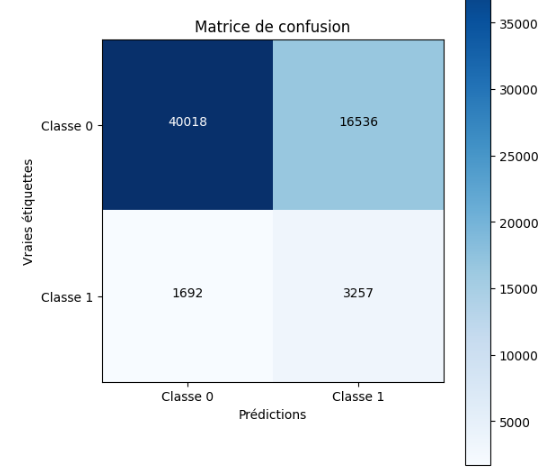 Matrice de confusion
Vraies étiquettes
Classe 0
40018
16536
Classe 1
1692
3257
Classe 0
Classe 1
Prédictions
35000
30000
25000
20000
15000
10000
5000